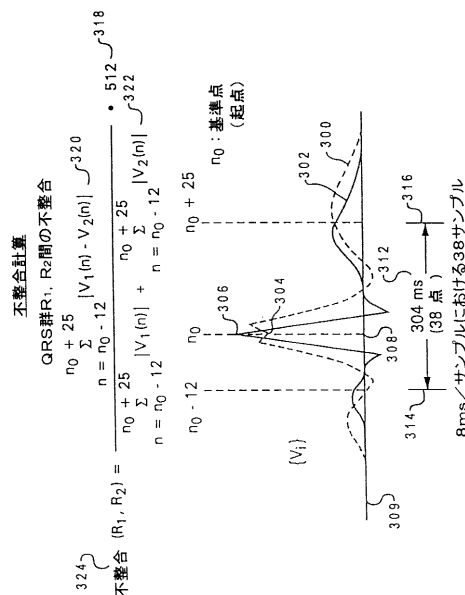 不整合計算
QRS群R₁, R₂間の不整合
n₀ + 25
Σ |V₁(n) - V₂(n)| 320
n = n₀ - 12
324 不整合 (R₁, R₂) = • 512 318
n₀ + 25 n₀ + 25
Σ |V₁(n)| + Σ |V₂(n)| 322
n = n₀ - 12 n = n₀ - 12
n₀ : 基準点
(起点)
n₀ - 12 n₀ n₀ + 25
306
304
300
302
{Vᵢ}
309
308
312
314
316
304 ms
(38 点)
8ms／サンプルにおける38サンプル